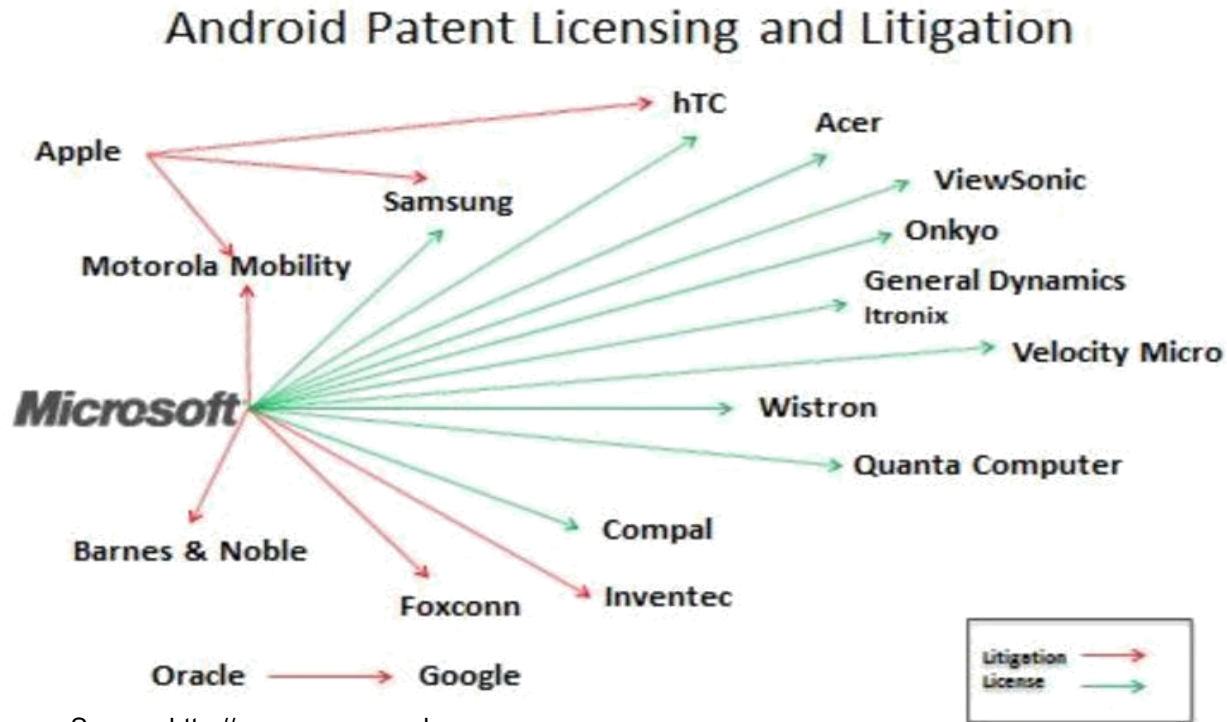 Android Patent Licensing and Litigation
hTC
Acer
Apple
ViewSonic
Samsung
Onkyo
Motorola Mobility
General Dynamics
Itronix
Velocity Micro
Microsoft
Wistron
Quanta Computer
Compal
Barnes & Noble
Inventec
Foxconn
Oracle
Google
Litigation
License